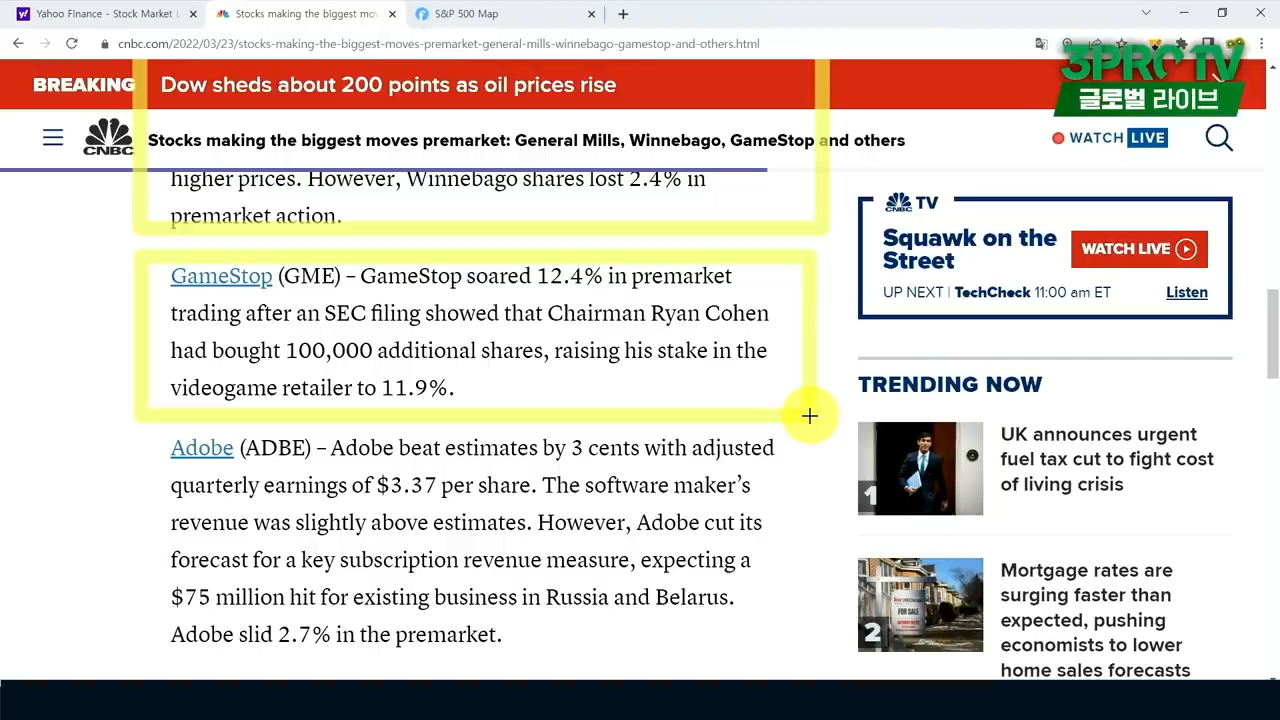 Yahoo Finance - Stock Market L
Stocks making the biggest mov
S&P 500 Map
cnbc.com/2022/03/23/stocks-making-the-biggest-moves-premarket-general-mills-winnebago-gamestop-and-others.html
BREAKING
Dow sheds about 200 points as oil prices rise
3PRO TV
글로벌 라이브
CNBC
Stocks making the biggest moves premarket: General Mills, Winnebago, GameStop and others
WATCH LIVE
higher prices. However, Winnebago shares lost 2.4% in
premarket action.
GameStop (GME) – GameStop soared 12.4% in premarket
trading after an SEC filing showed that Chairman Ryan Cohen
had bought 100,000 additional shares, raising his stake in the
videogame retailer to 11.9%.
Adobe (ADBE) – Adobe beat estimates by 3 cents with adjusted
quarterly earnings of $3.37 per share. The software maker's
revenue was slightly above estimates. However, Adobe cut its
forecast for a key subscription revenue measure, expecting a
$75 million hit for existing business in Russia and Belarus.
Adobe slid 2.7% in the premarket.
CNBC TV
Squawk on the
Street
WATCH LIVE
UP NEXT | TechCheck 11:00 am ET
Listen
TRENDING NOW
1
UK announces urgent
fuel tax cut to fight cost
of living crisis
FOR SALE
2
Mortgage rates are
surging faster than
expected, pushing
economists to lower
home sales forecasts